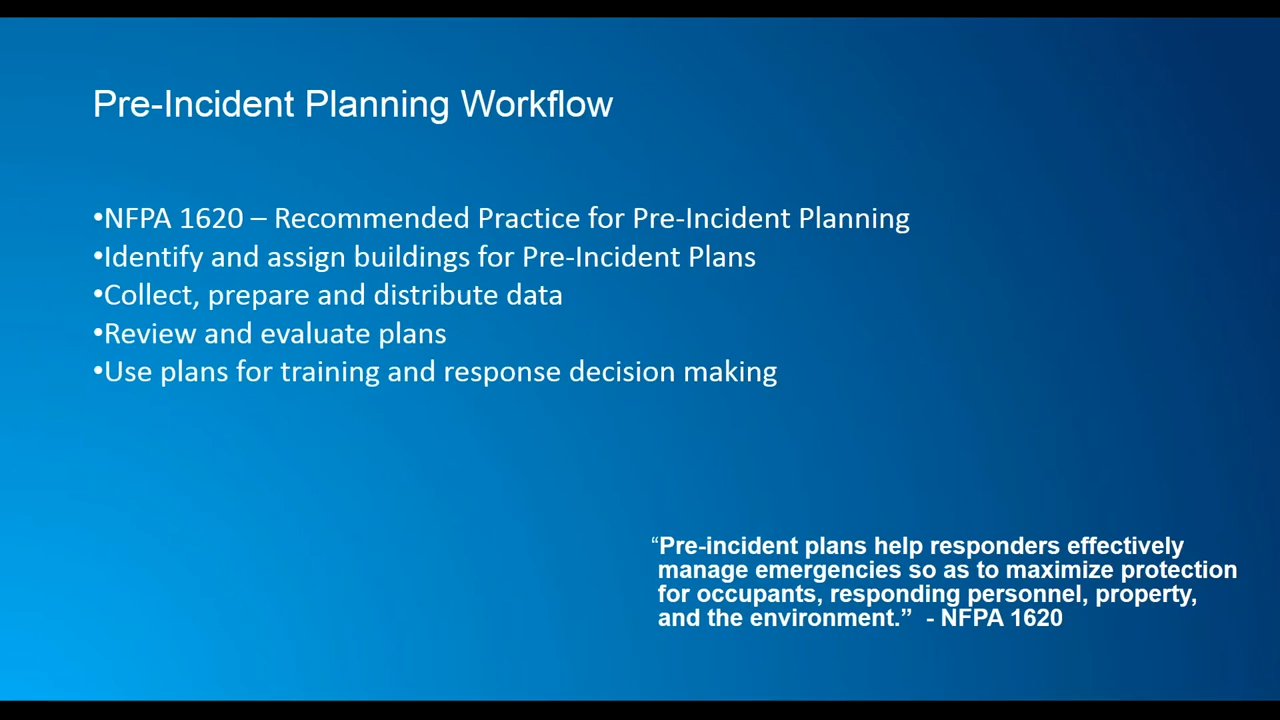 Pre-Incident Planning Workflow
•NFPA 1620 – Recommended Practice for Pre-Incident Planning
•Identify and assign buildings for Pre-Incident Plans
•Collect, prepare and distribute data
•Review and evaluate plans
•Use plans for training and response decision making
“Pre-incident plans help responders effectively
manage emergencies so as to maximize protection
for occupants, responding personnel, property,
and the environment.” - NFPA 1620